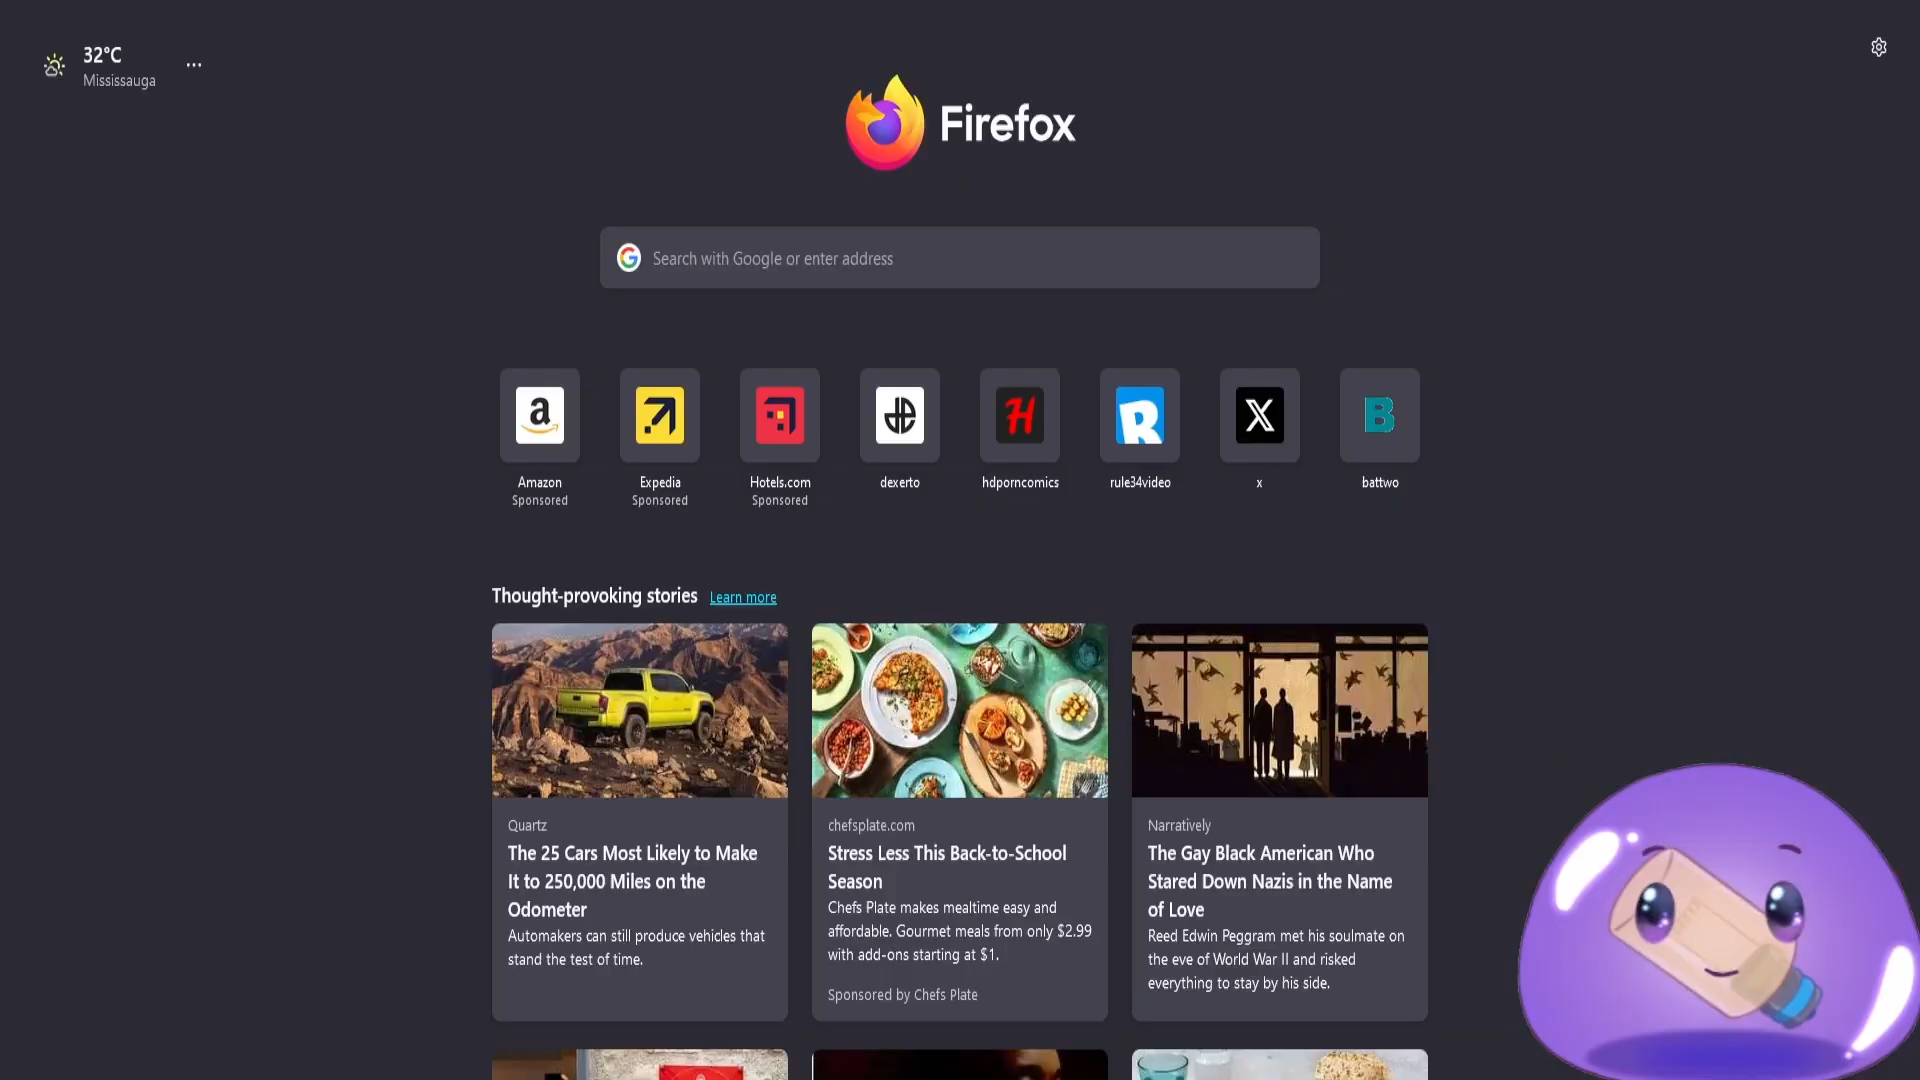 32°C
Mississauga
Firefox
Search with Google or enter address
Amazon
Sponsored
Expedia
Sponsored
Hotels.com
Sponsored
dexerto
hdporncomics
rule34video
x
battwo
Thought-provoking stories Learn more
Quartz
The 25 Cars Most Likely to Make
It to 250,000 Miles on the
Odometer
Automakers can still produce vehicles that
stand the test of time.
chefsplate.com
Stress Less This Back-to-School
Season
Chefs Plate makes mealtime easy and
affordable. Gourmet meals from only $2.99
with add-ons starting at $1.
Sponsored by Chefs Plate
Narratively
The Gay Black American Who
Stared Down Nazis in the Name
of Love
Reed Edwin Peggram met his soulmate on
the eve of World War II and risked
everything to stay by his side.